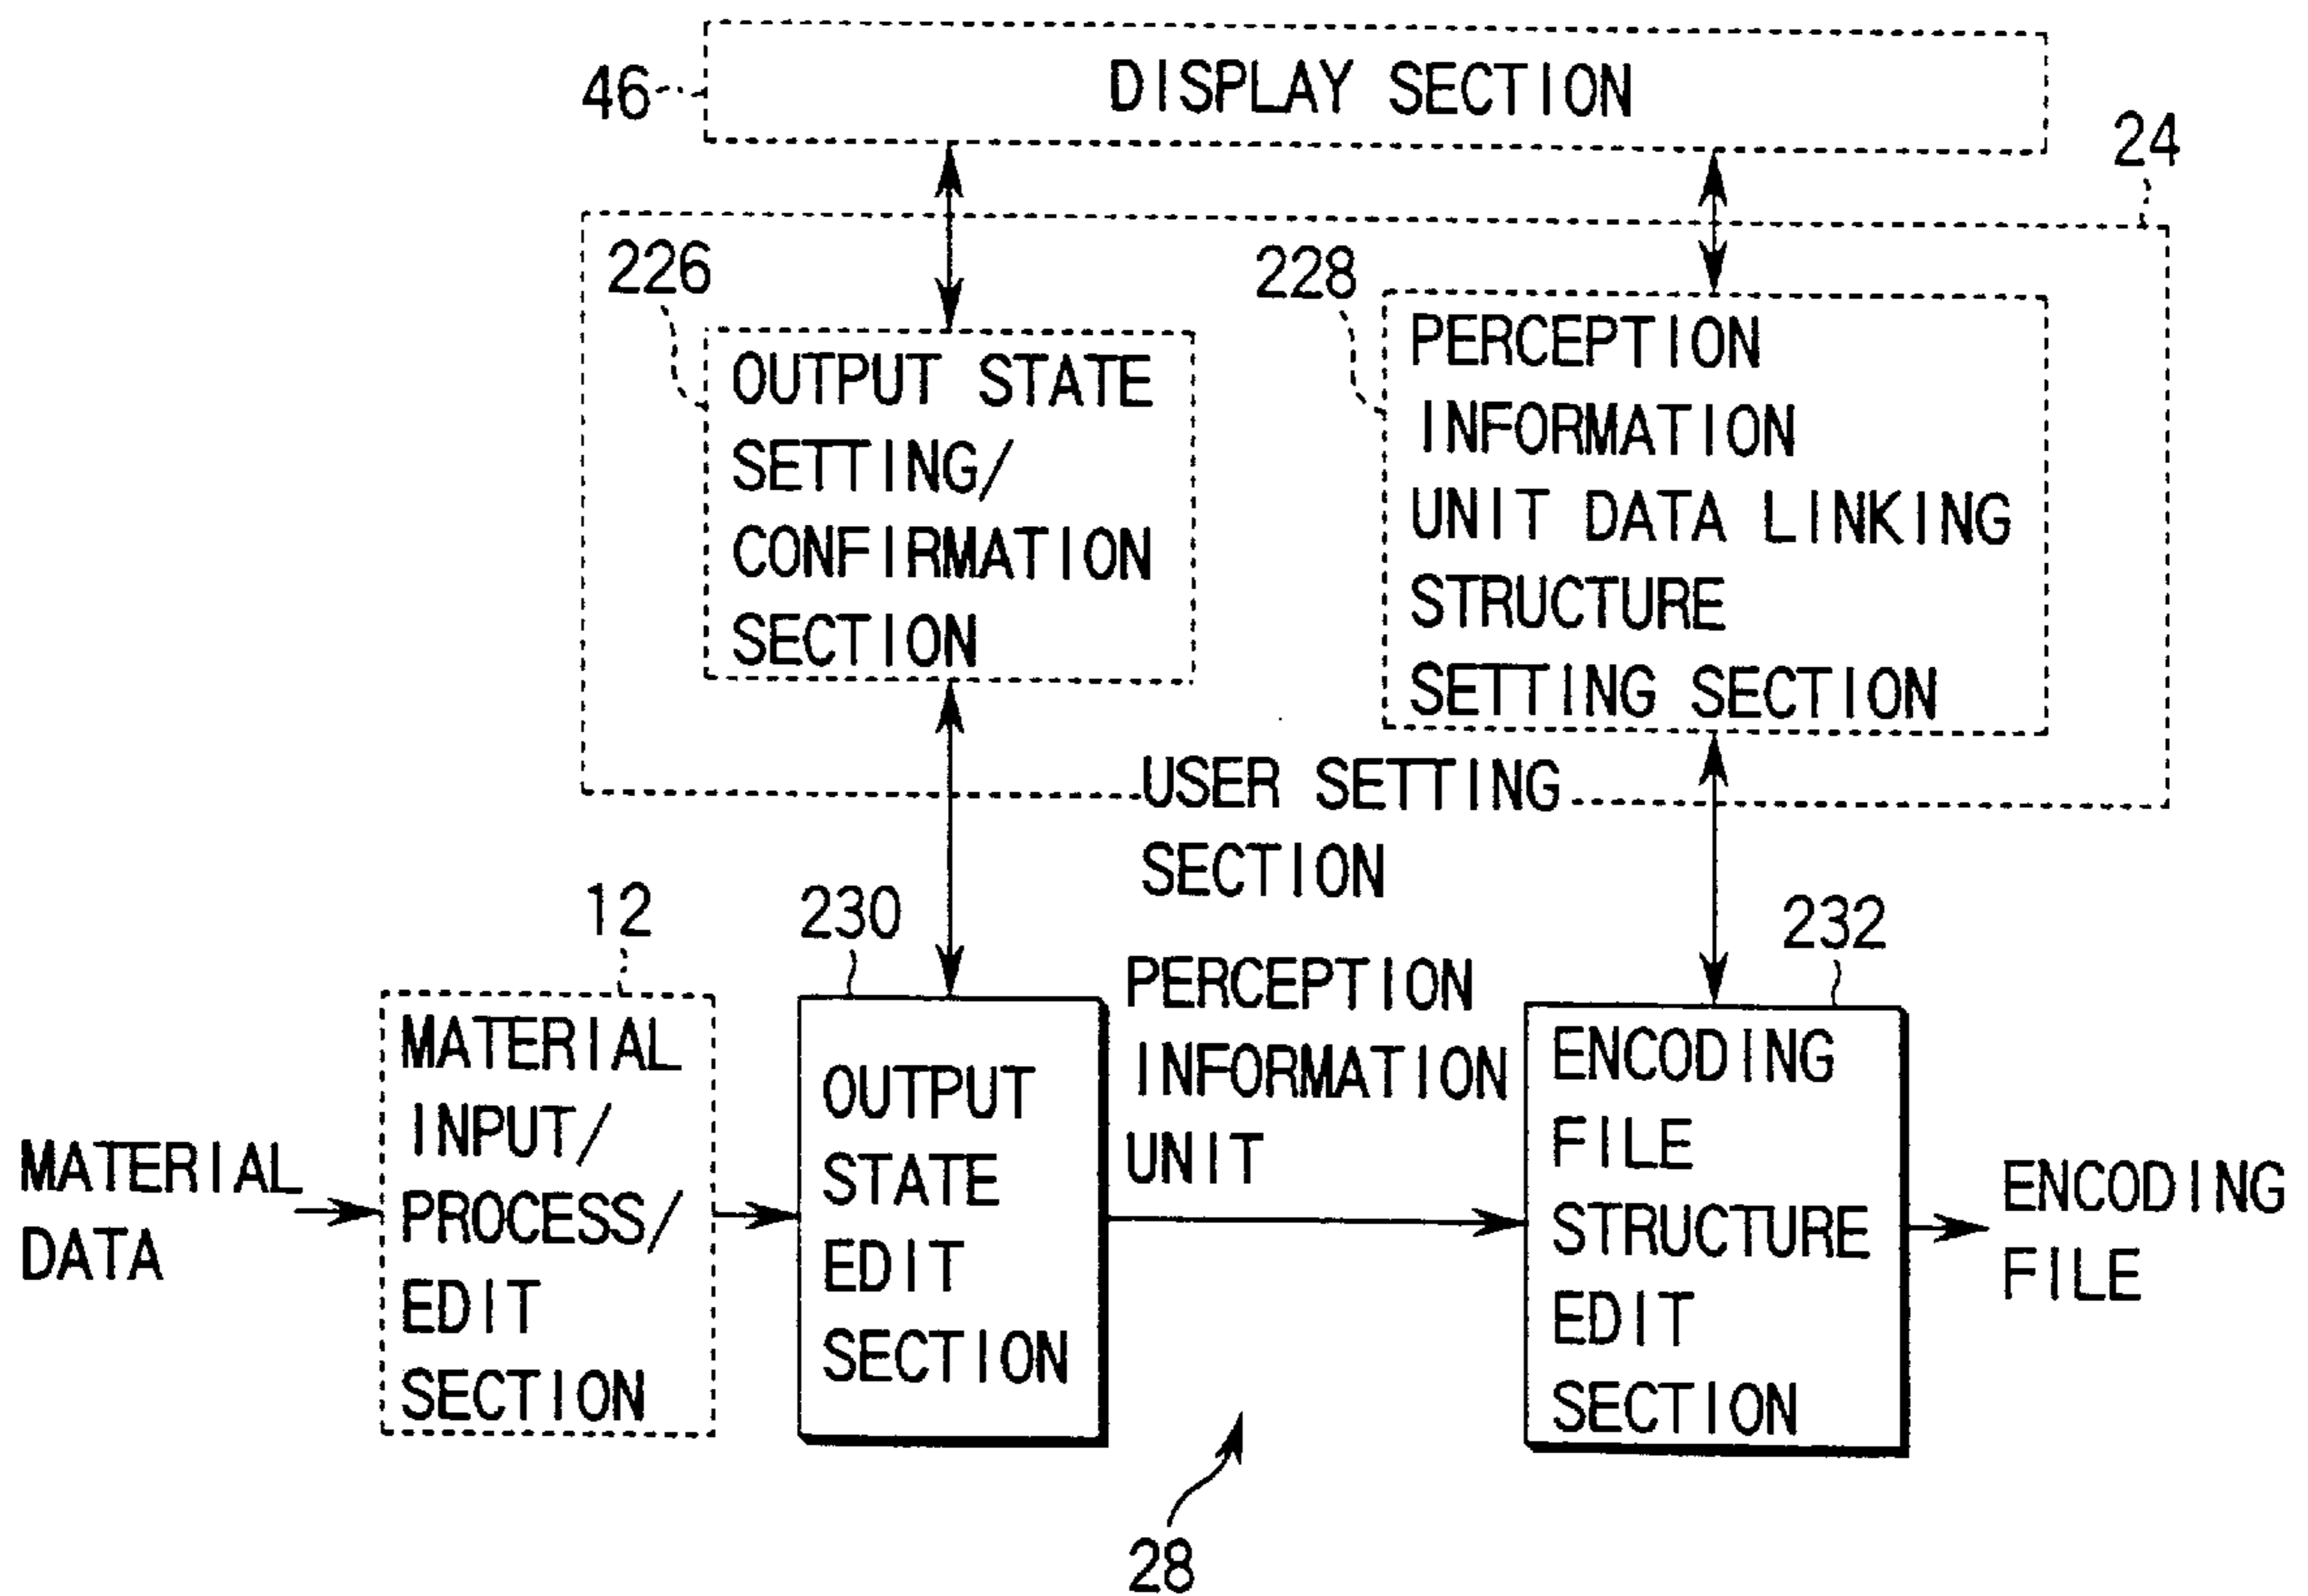 46
DISPLAY SECTION
24
226
OUTPUT STATE
SETTING/
CONFIRMATION
SECTION
228
PERCEPTION
INFORMATION
UNIT DATA LINKING
STRUCTURE
SETTING SECTION
USER SETTING
SECTION
MATERIAL
DATA
12
MATERIAL
INPUT/
PROCESS/
EDIT
SECTION
230
OUTPUT
STATE
EDIT
SECTION
PERCEPTION
INFORMATION
UNIT
232
ENCODING
FILE
STRUCTURE
EDIT
SECTION
ENCODING
FILE
28